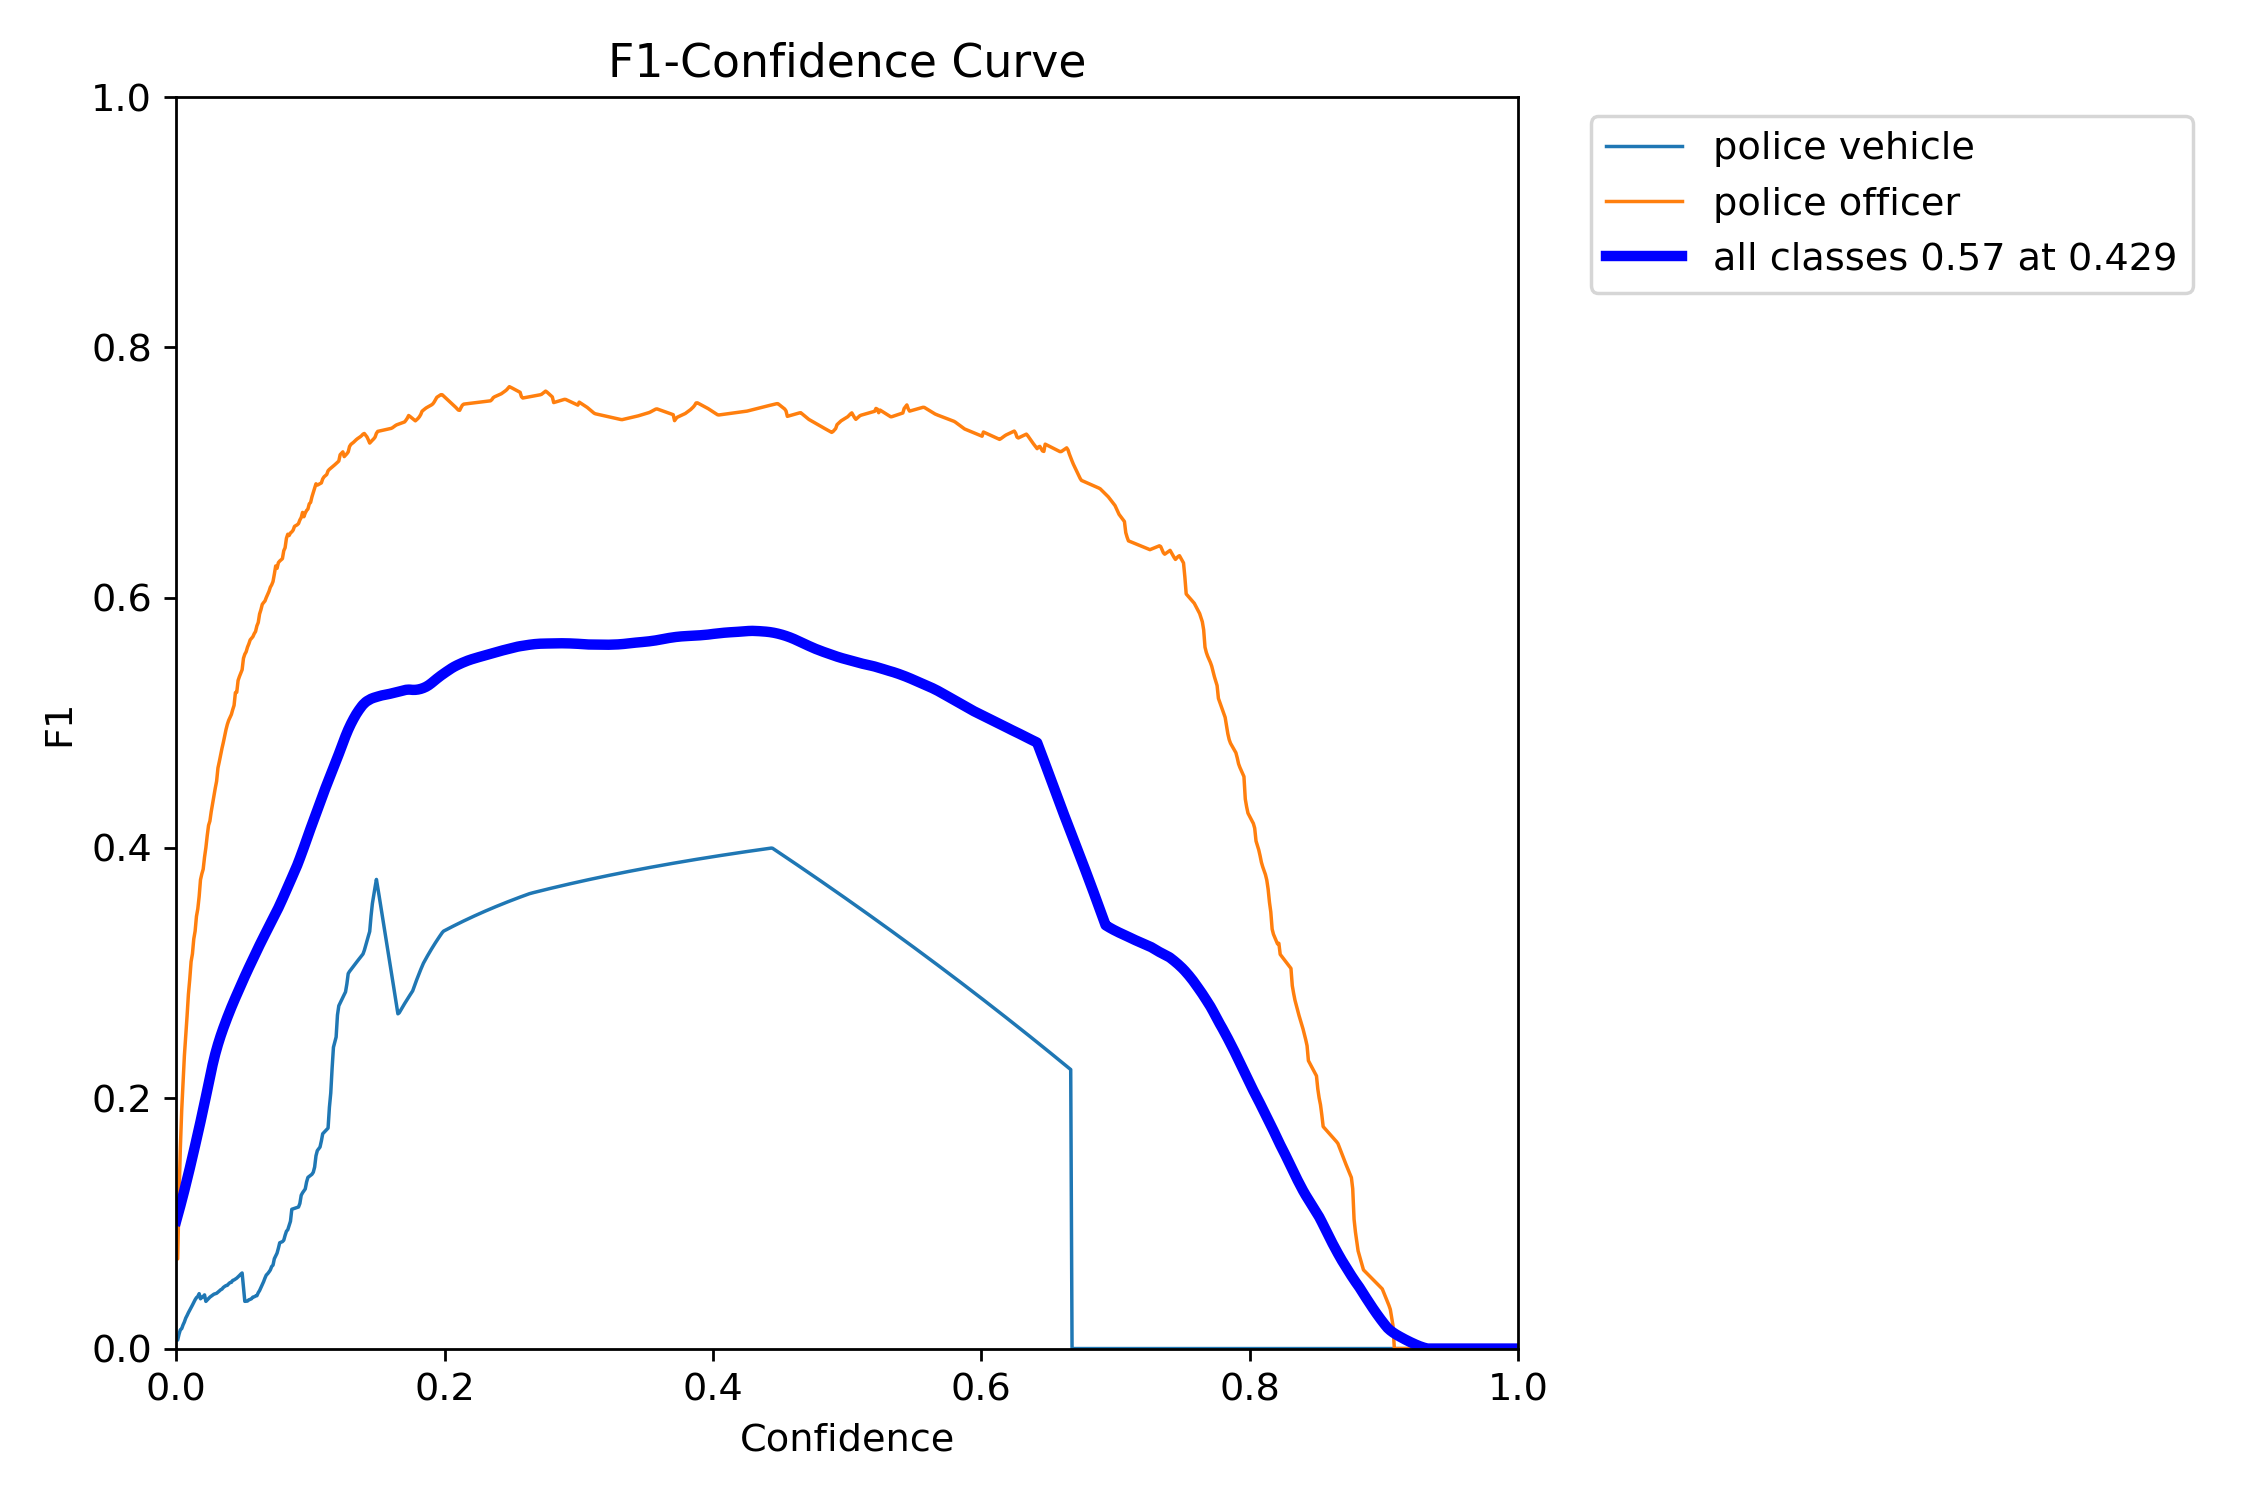 F1-Confidence Curve
1.0
0.8
0.6
0.4
0.2
0.0
F1
0.0 0.2 0.4 0.6 0.8 1.0
Confidence
police vehicle
police officer
all classes 0.57 at 0.429